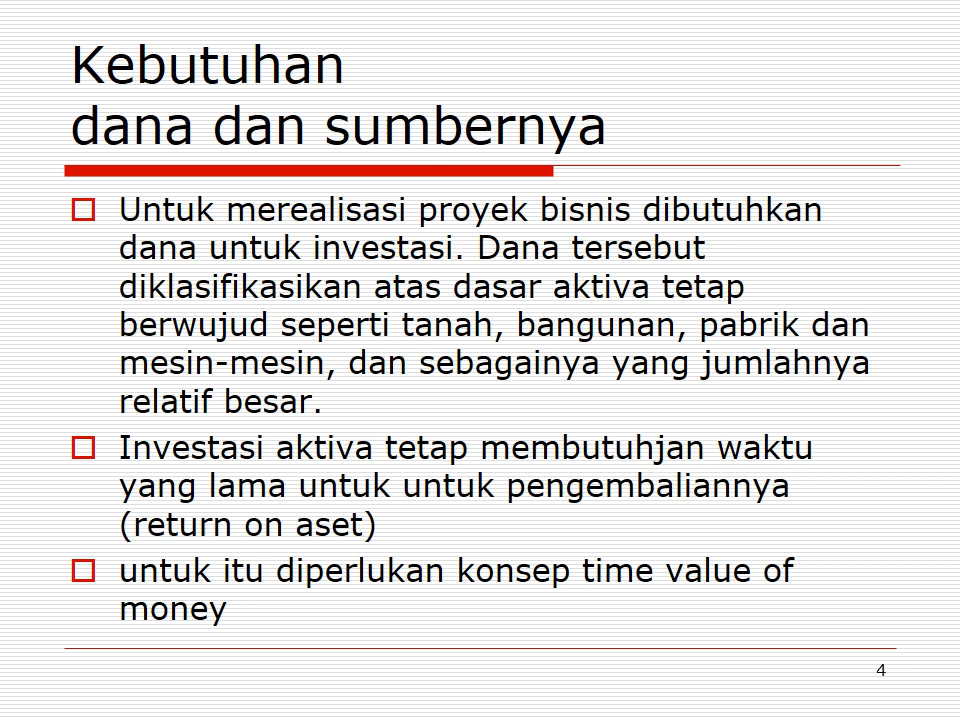 Kebutuhan
dana dan sumbernya
Untuk merealisasi proyek bisnis dibutuhkan
dana untuk investasi. Dana tersebut
diklasifikasikan atas dasar aktiva tetap
berwujud seperti tanah, bangunan, pabrik dan
mesin-mesin, dan sebagainya yang jumlahnya
relatif besar.
Investasi aktiva tetap membutuhjan waktu
yang lama untuk untuk pengembaliannya
(return on aset)
untuk itu diperlukan konsep time value of
money
4